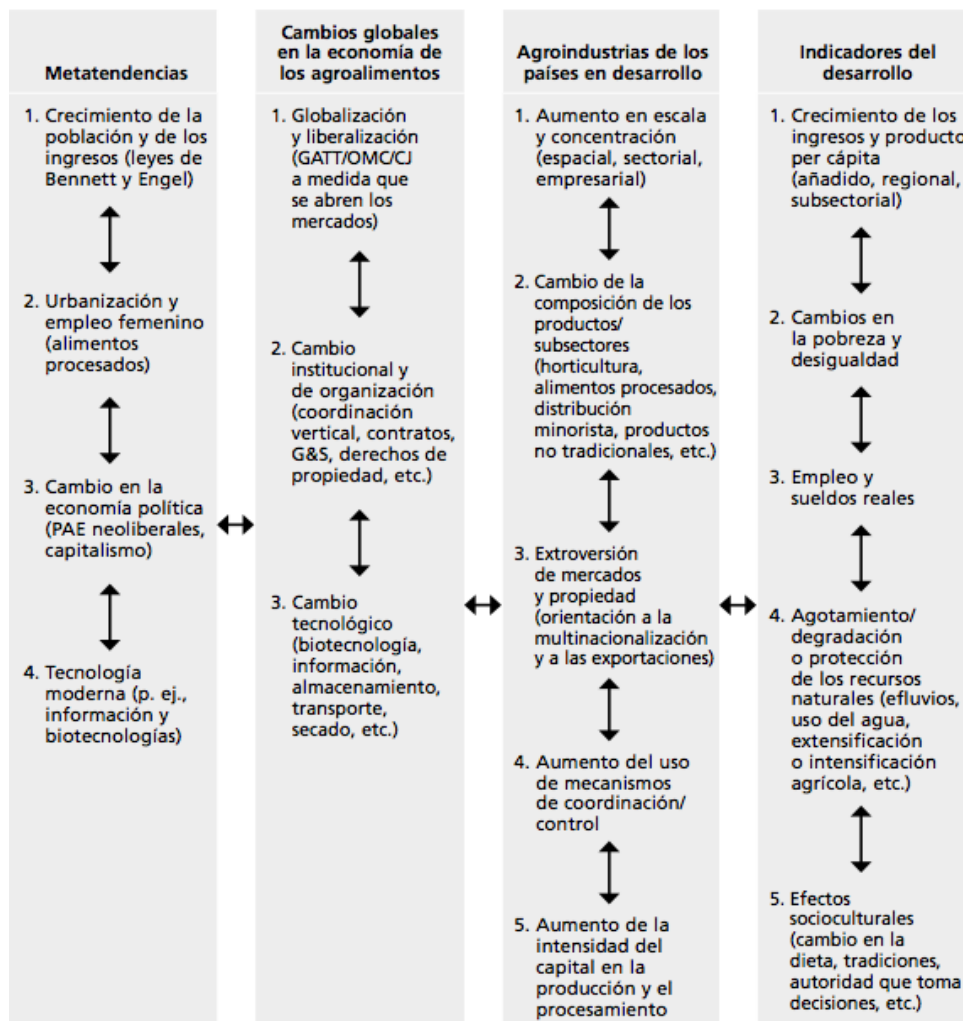 Metatendencias
1. Crecimiento de la
población y de los
ingresos (leyes de
Bennett y Engel)
2. Urbanización y
empleo femenino
(alimentos
procesados)
3. Cambio en la
economía política
(PAE neoliberales,
capitalismo)
4. Tecnología
moderna (p. ej.,
información y
biotecnologías)
Cambios globales
en la economía de
los agroalimentos
1. Globalización
y liberalización
(GATT/OMC/CJ
a medida que
se abren los
mercados)
2. Cambio
institucional y
de organización
(coordinación
vertical, contratos,
G&S, derechos de
propiedad, etc.)
3. Cambio
tecnológico
(biotecnología,
información,
almacenamiento,
transporte,
secado, etc.)
Agroindustrias de los
países en desarrollo
1. Aumento en escala
y concentración
(espacial, sectorial,
empresarial)
2. Cambio de la
composición de los
productos/
subsectores
(horticultura,
alimentos procesados,
distribución
minorista, productos
no tradicionales, etc.)
3. Extroversión
de mercados
y propiedad
(orientación a la
multinacionalización
y a las exportaciones)
4. Aumento del uso
de mecanismos
de coordinación/
control
5. Aumento de la
intensidad del
capital en la
producción y el
procesamiento
Indicadores del
desarrollo
1. Crecimiento de los
ingresos y producto
per cápita
(añadido, regional,
subsectorial)
2. Cambios en
la pobreza y
desigualdad
3. Empleo y
sueldos reales
4. Agotamiento/
degradación
o protección
de los recursos
naturales (efluvios,
uso del agua,
extensificación
o intensificación
agrícola, etc.)
5. Efectos
socioculturales
(cambio en la
dieta, tradiciones,
autoridad que toma
decisiones, etc.)